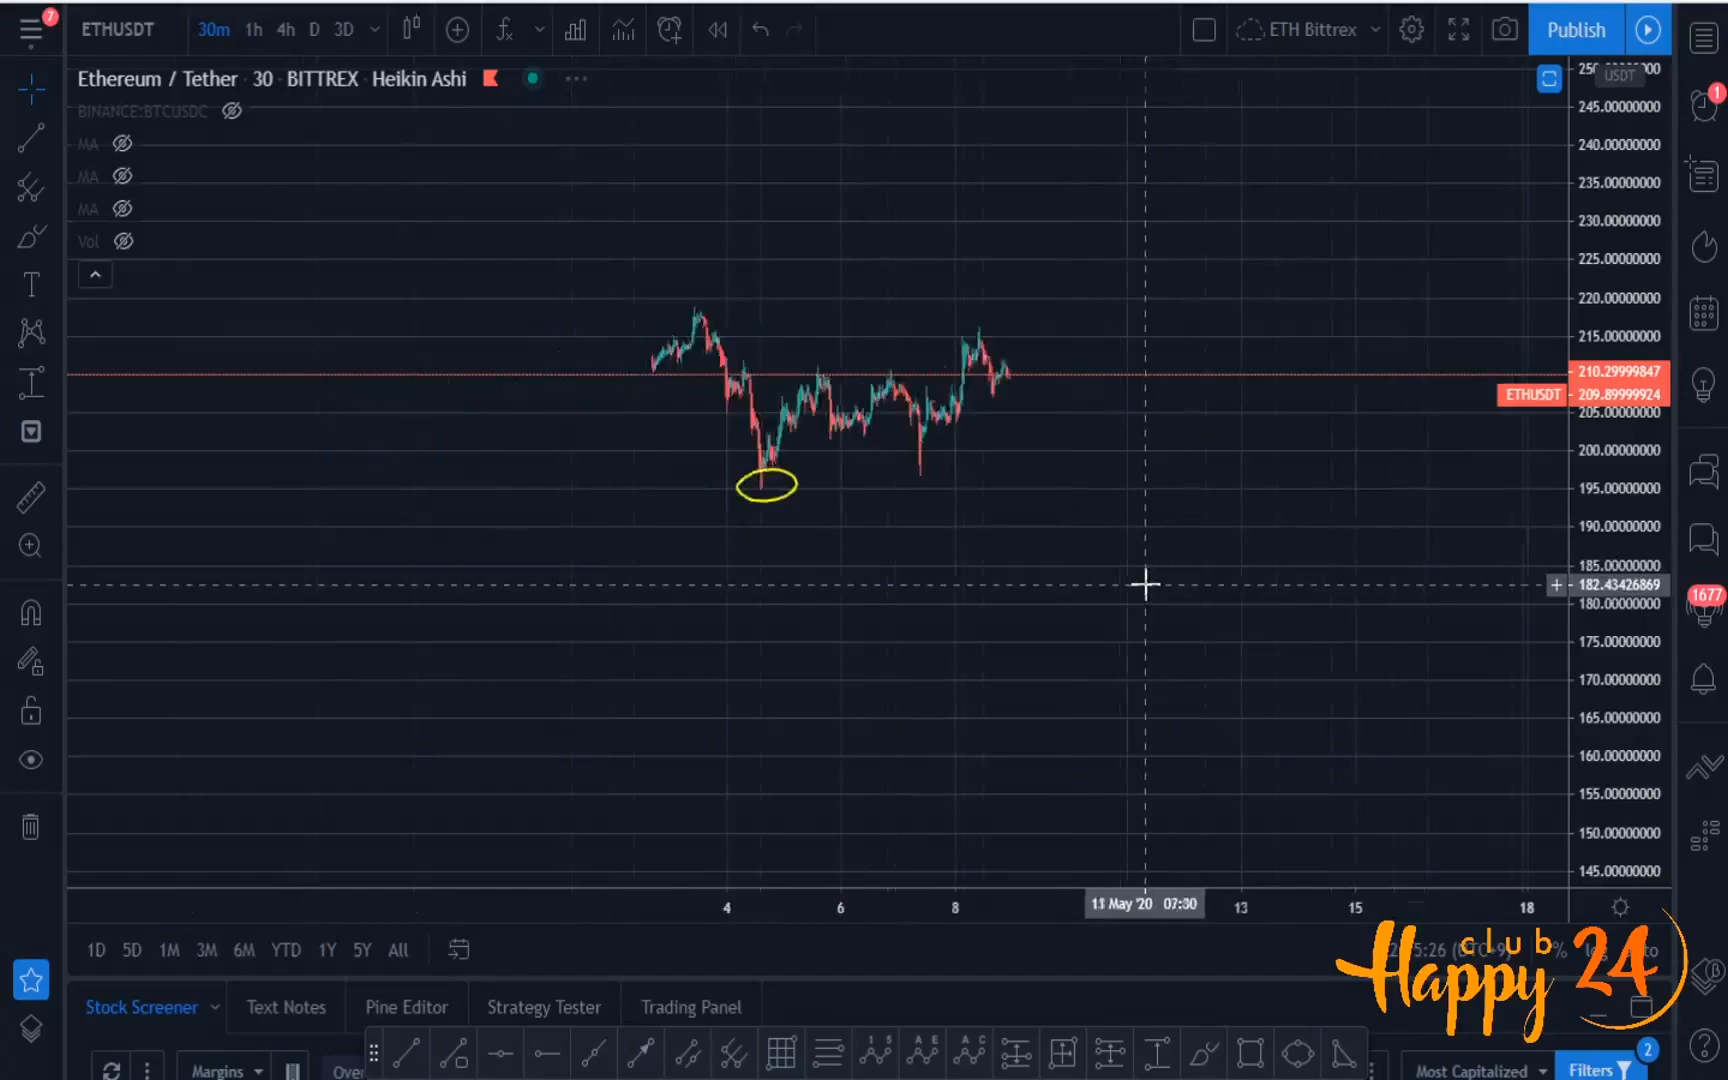 7
ETHUSDT
30m 1h 4h D 3D
ETH Bittrex
Publish
Ethereum / Tether 30 BITTREX Heikin Ashi
USDT
BINANCE:BTCUSDC
MA
MA
MA
Vol
245.00000000
240.00000000
235.00000000
230.00000000
225.00000000
220.00000000
215.00000000
210.29999847
ETHUSDT 209.89999924
205.00000000
200.00000000
195.00000000
190.00000000
185.00000000
182.43426869
180.00000000
175.00000000
170.00000000
165.00000000
160.00000000
155.00000000
150.00000000
145.00000000
1
1677
4 6 8 11 May '20 07:30 13 15 18
1D 5D 1M 3M 6M YTD 1Y 5Y All
club
Happy 24
Stock Screener Text Notes Pine Editor Strategy Tester Trading Panel
Margins
Most Capitalized
Filters
2